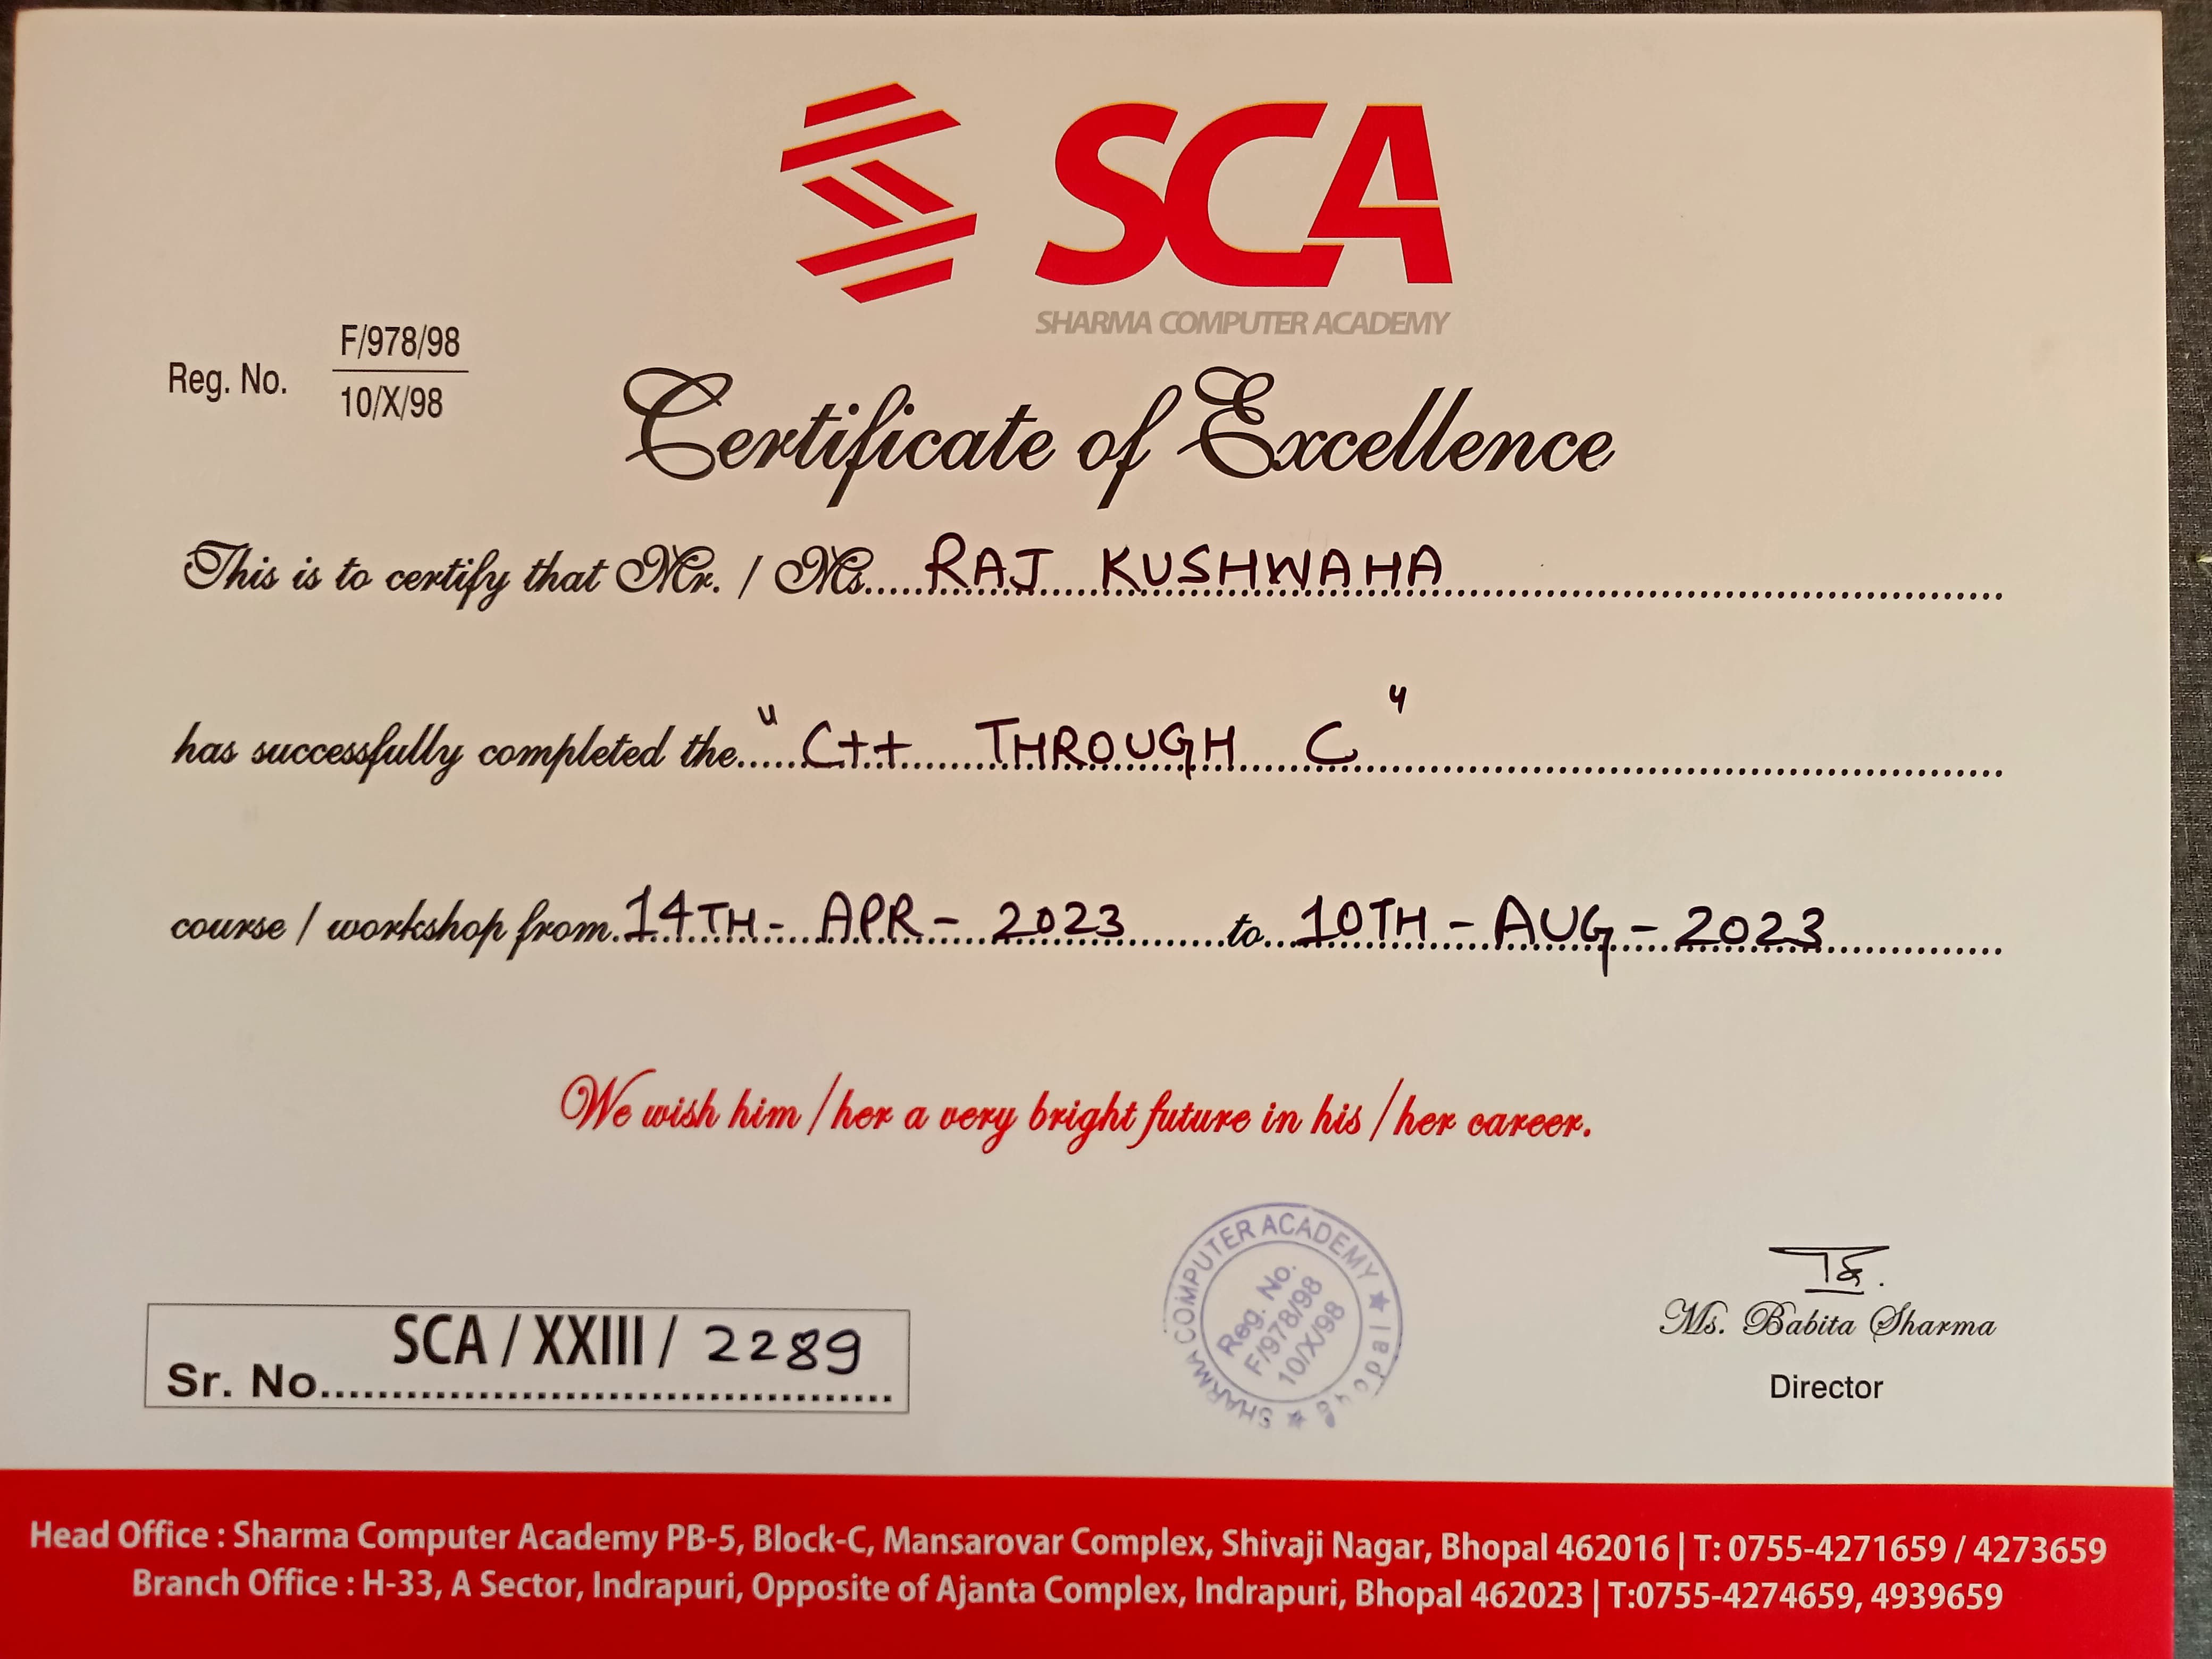 SCA
SHARMA COMPUTER ACADEMY
Reg. No. F/978/98
10/X/98
Certificate of Excellence
This is to certify that Mr. / Ms. RAJ KUSHWAHA
has successfully completed the "C++ THROUGH C"
course / workshop from 14TH - APR - 2023 to 10TH - AUG - 2023
We wish him / her a very bright future in his / her career.
SHARMA COMPUTER ACADEMY ★ Bhopal ★
Reg. No.
F/978/98
10/X/98
Ms. Babita Sharma
Director
SCA / XXIII / 2289
Sr. No.
Head Office : Sharma Computer Academy PB-5, Block-C, Mansarovar Complex, Shivaji Nagar, Bhopal 462016 | T: 0755-4271659 / 4273659
Branch Office : H-33, A Sector, Indrapuri, Opposite of Ajanta Complex, Indrapuri, Bhopal 462023 | T:0755-4274659, 4939659